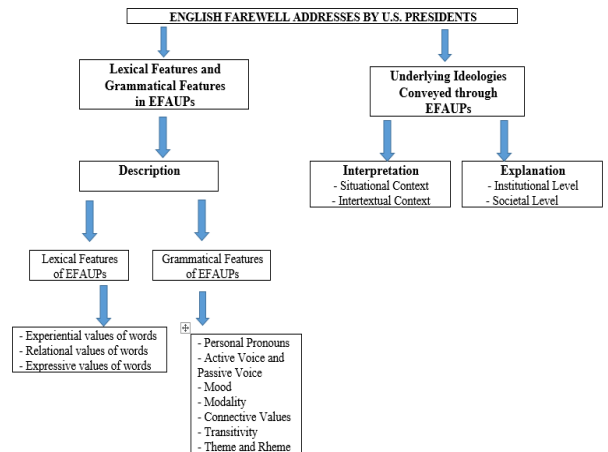 ENGLISH FAREWELL ADDRESSES BY U.S. PRESIDENTS
Lexical Features and
Grammatical Features
in EFAUPs
Underlying Ideologies
Conveyed through
EFAUPs
Description
Interpretation
- Situational Context
- Intertextual Context
Explanation
- Institutional Level
- Societal Level
Lexical Features
of EFAUPs
Grammatical Features
of EFAUPs
- Experiential values of words
- Relational values of words
- Expressive values of words
- Personal Pronouns
- Active Voice and
Passive Voice
- Mood
- Modality
- Connective Values
- Transitivity
- Theme and Rheme